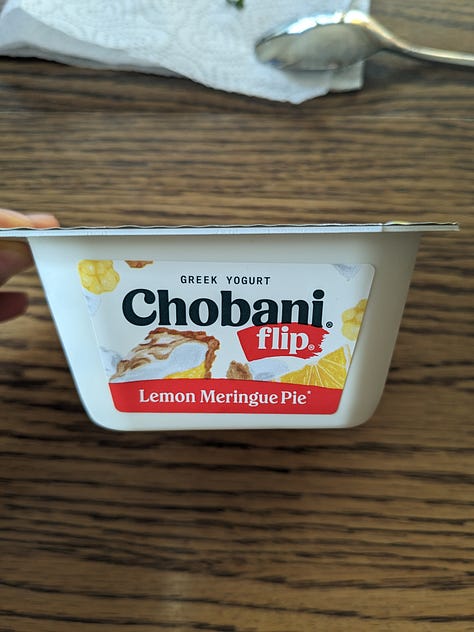 GREEK YOGURT
Chobani®
flip®
Lemon Meringue Pie*